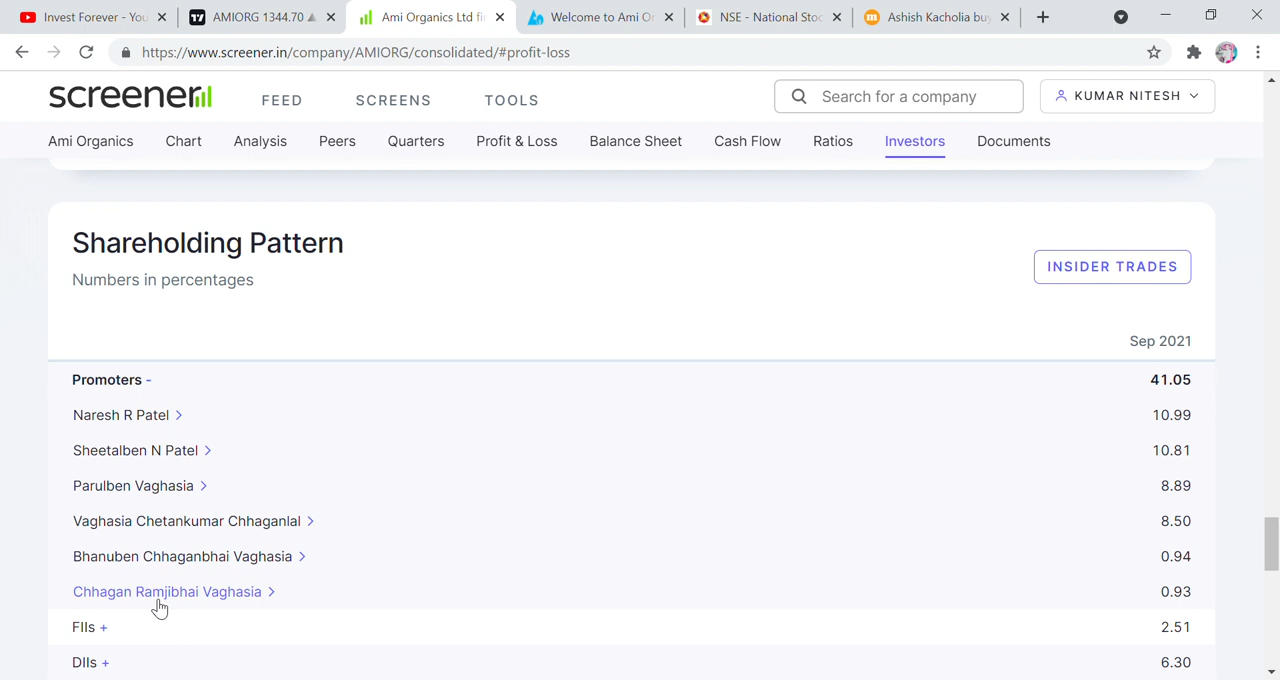 Invest Forever - You
AMIORG 1344.70
Ami Organics Ltd fi
Welcome to Ami Or
NSE - National Stoc
Ashish Kacholia buy
https://www.screener.in/company/AMIORG/consolidated/#profit-loss
screener
FEED
SCREENS
TOOLS
Search for a company
KUMAR NITESH
Ami Organics
Chart
Analysis
Peers
Quarters
Profit & Loss
Balance Sheet
Cash Flow
Ratios
Investors
Documents
Shareholding Pattern
Numbers in percentages
INSIDER TRADES
Sep 2021
Promoters - 41.05
Naresh R Patel 10.99
Sheetalben N Patel 10.81
Parulben Vaghasia 8.89
Vaghasia Chetankumar Chhaganlal 8.50
Bhanuben Chhaganbhai Vaghasia 0.94
Chhagan Ramjibhai Vaghasia 0.93
FIIs + 2.51
DIIs + 6.30